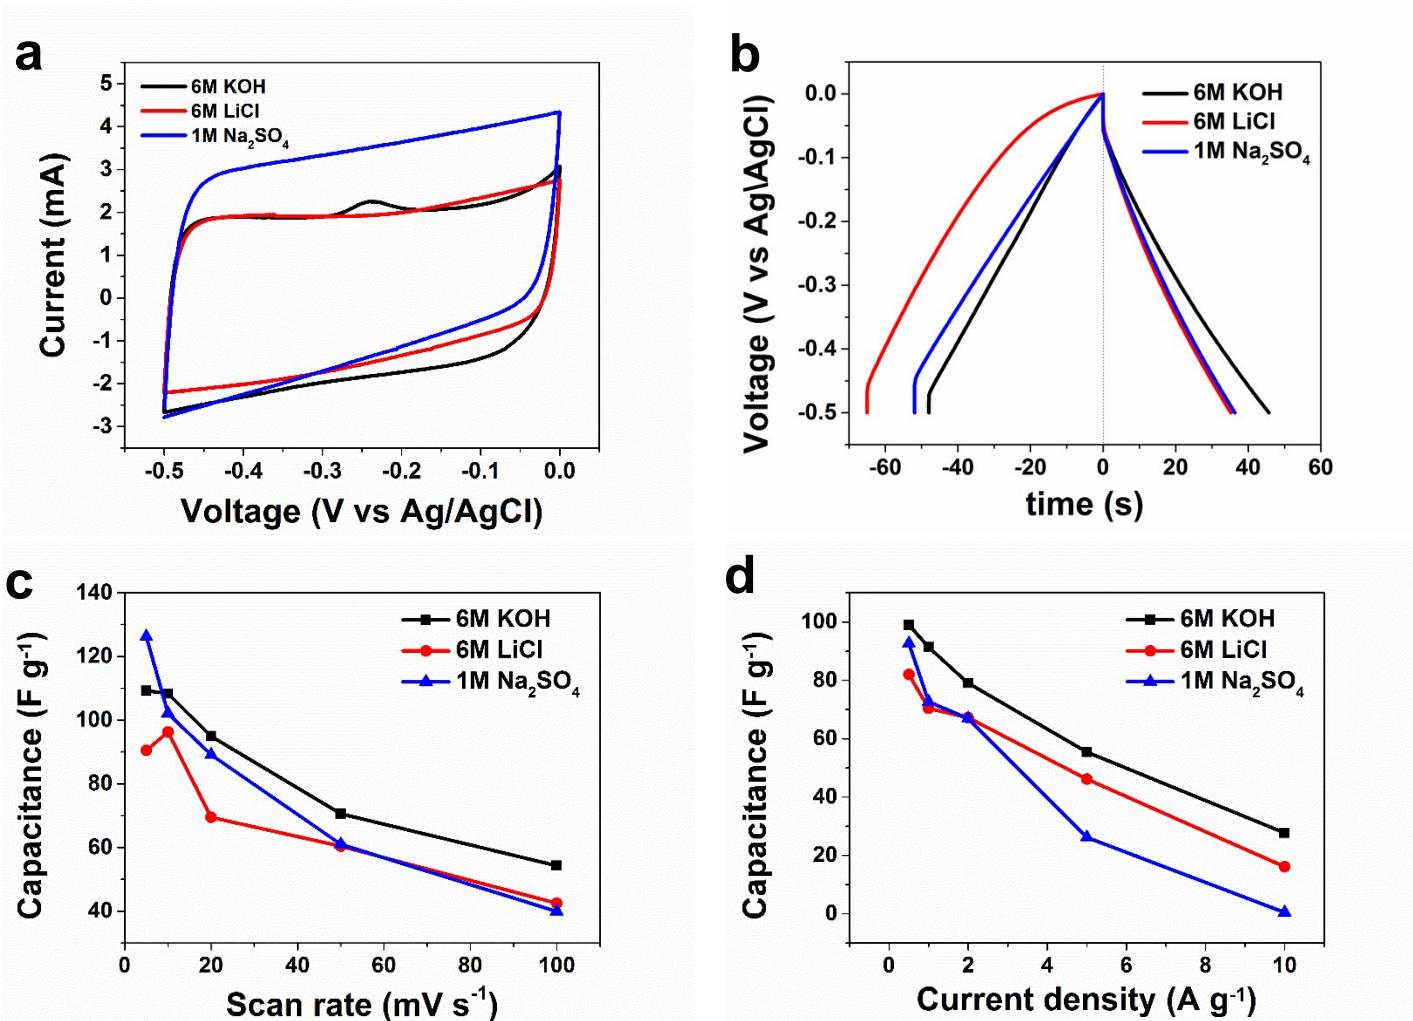 a
6M KOH
6M LiCl
1M Na₂SO₄
5
4
3
2
1
0
-1
-2
-3
Current (mA)
-0.5 -0.4 -0.3 -0.2 -0.1 0.0
Voltage (V vs Ag/AgCl)
b
6M KOH
6M LiCl
1M Na₂SO₄
0.0
-0.1
-0.2
-0.3
-0.4
-0.5
Voltage (V vs Ag\AgCl)
-60 -40 -20 0 20 40 60
time (s)
c
6M KOH
6M LiCl
1M Na₂SO₄
140
120
100
80
60
40
Capacitance (F g⁻¹)
0 20 40 60 80 100
Scan rate (mV s⁻¹)
d
6M KOH
6M LiCl
1M Na₂SO₄
100
80
60
40
20
0
Capacitance (F g⁻¹)
0 2 4 6 8 10
Current density (A g⁻¹)